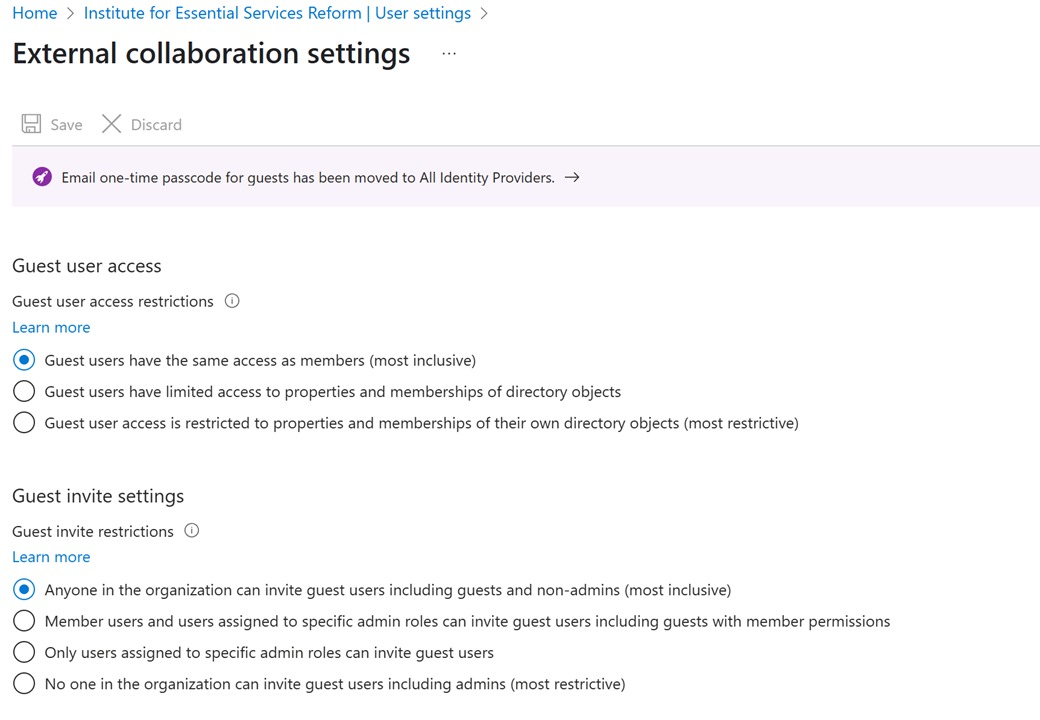 Home > Institute for Essential Services Reform | User settings >
External collaboration settings ...
Save Discard
Email one-time passcode for guests has been moved to All Identity Providers. →
Guest user access
Guest user access restrictions
Learn more
Guest users have the same access as members (most inclusive)
Guest users have limited access to properties and memberships of directory objects
Guest user access is restricted to properties and memberships of their own directory objects (most restrictive)
Guest invite settings
Guest invite restrictions
Learn more
Anyone in the organization can invite guest users including guests and non-admins (most inclusive)
Member users and users assigned to specific admin roles can invite guest users including guests with member permissions
Only users assigned to specific admin roles can invite guest users
No one in the organization can invite guest users including admins (most restrictive)